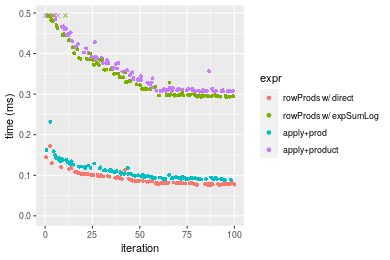 0.5
0.4
0.3
0.2
0.1
0.0
time (ms)
0
25
50
75
100
iteration
expr
rowProds w/ direct
rowProds w/ expSumLog
apply+prod
apply+product